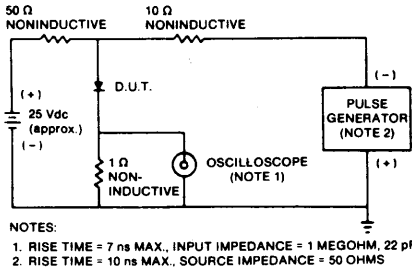 50 Ω
NONINDUCTIVE
10 Ω
NONINDUCTIVE
(+)
25 Vdc
(approx.)
(−)
D.U.T.
1 Ω
NON-
INDUCTIVE
OSCILLOSCOPE
(NOTE 1)
(−)
PULSE
GENERATOR
(NOTE 2)
(+)
NOTES:
1. RISE TIME = 7 ns MAX., INPUT IMPEDANCE = 1 MEGOHM, 22 pF
2. RISE TIME = 10 ns MAX., SOURCE IMPEDANCE = 50 OHMS